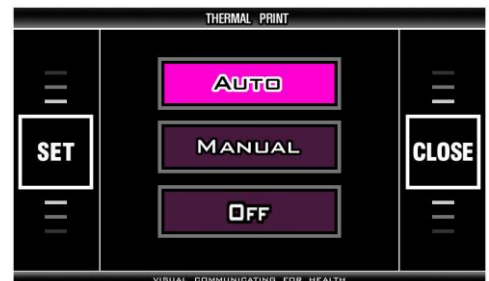 THERMAL PRINT
AUTO
SET
MANUAL
CLOSE
OFF
VISUAL COMMUNICATING FOR HEALTH